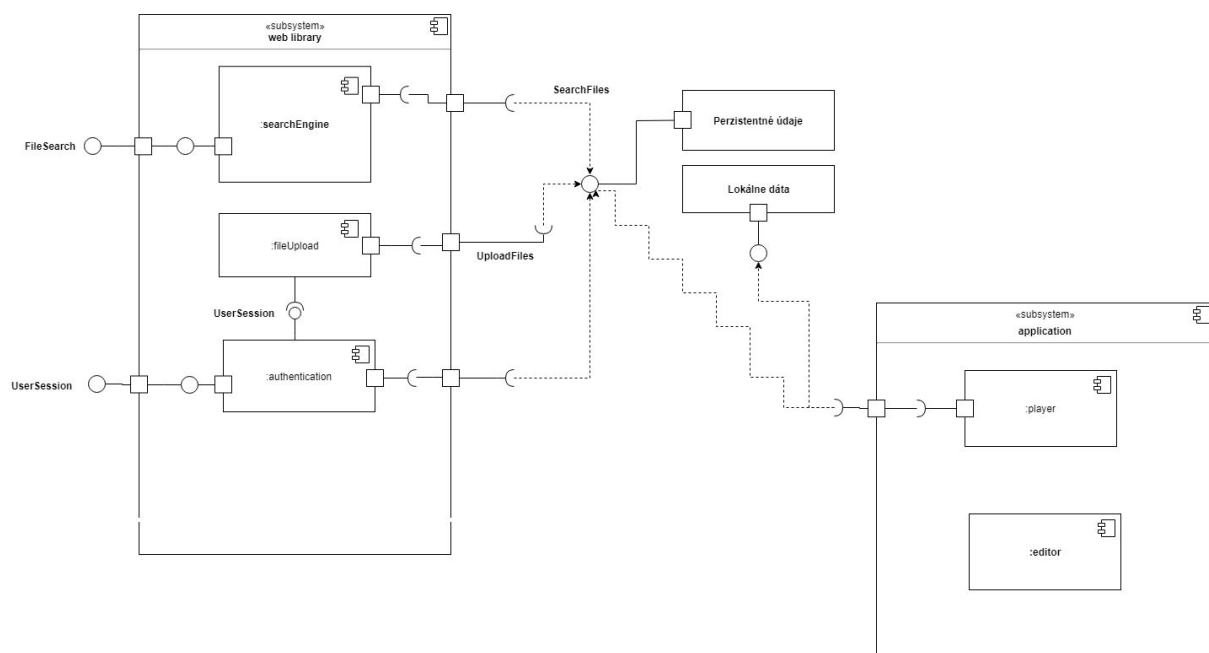 «subsystem»
web library
:searchEngine
FileSearch
SearchFiles
Perzistentné údaje
Lokálne dáta
:fileUpload
UploadFiles
UserSession
:authentication
UserSession
«subsystem»
application
:player
:editor